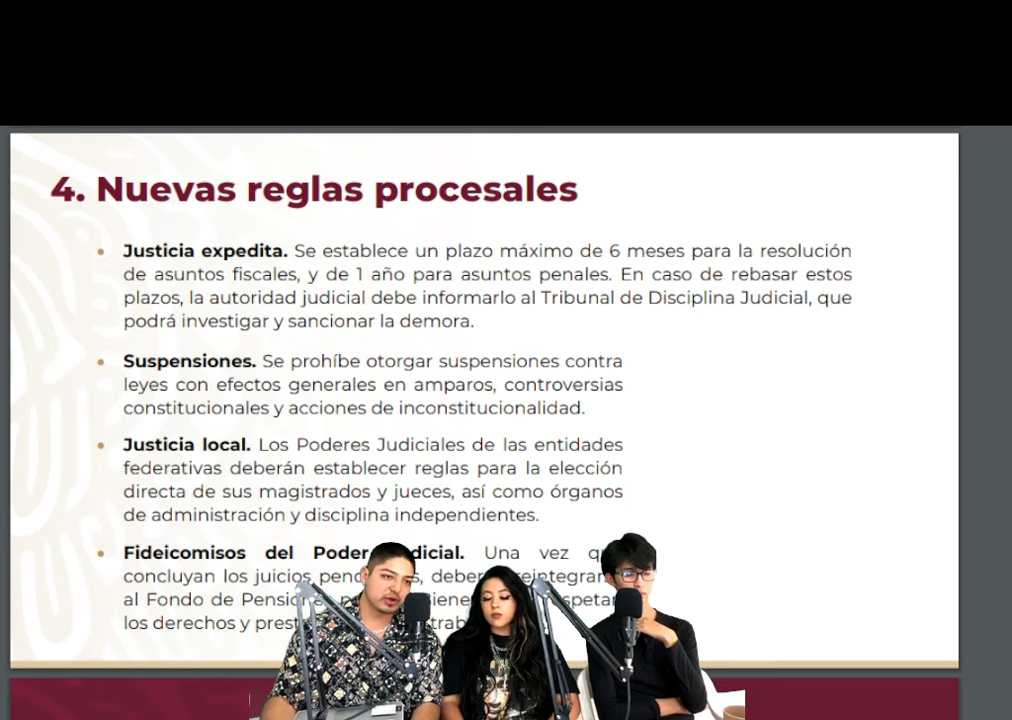 4. Nuevas reglas procesales
• Justicia expedita. Se establece un plazo máximo de 6 meses para la resolución
de asuntos fiscales, y de 1 año para asuntos penales. En caso de rebasar estos
plazos, la autoridad judicial debe informarlo al Tribunal de Disciplina Judicial, que
podrá investigar y sancionar la demora.
• Suspensiones. Se prohíbe otorgar suspensiones contra
leyes con efectos generales en amparos, controversias
constitucionales y acciones de inconstitucionalidad.
• Justicia local. Los Poderes Judiciales de las entidades
federativas deberán establecer reglas para la elección
directa de sus magistrados y jueces, así como órganos
de administración y disciplina independientes.
• Fideicomisos del Poder Una vez
concluyan los juicios
al Fondo de
los derechos y